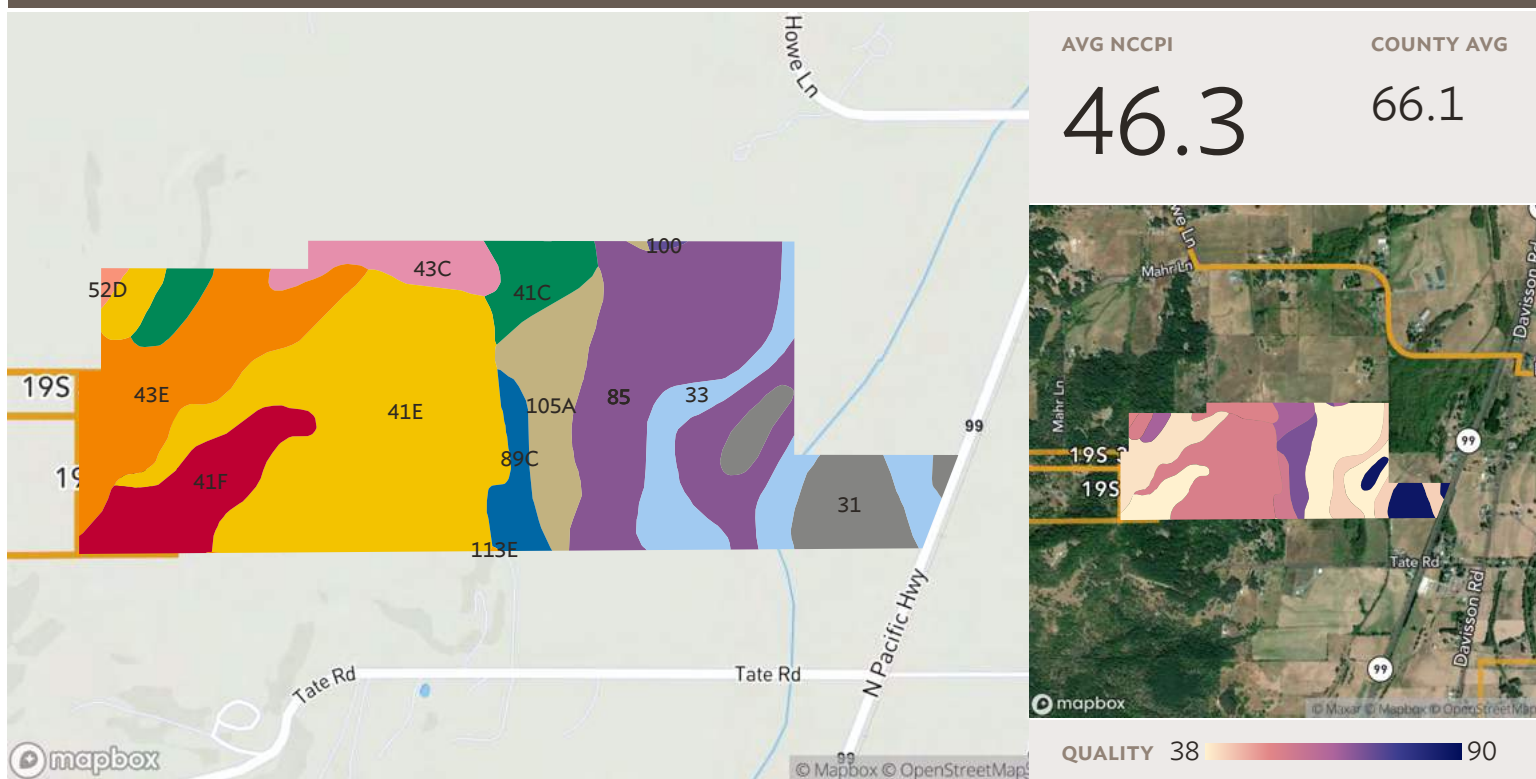 Howe Ln
100
43C
52D
41C
19S
43E
33
85
105A
41E
99
89C
19
41F
31
113E
N Pacific Hwy
Tate Rd
Tate Rd
99
mapbox
© Mapbox © OpenStreetMap
AVG NCCPI
46.3
COUNTY AVG
66.1
we Ln
Mahr Ln
Davisson Rd
Mahr Ln
99
19S 3
19S
Tate Rd
Davisson Rd
99
mapbox
© Maxar © Mapbox © OpenStreetMap
QUALITY 38 90